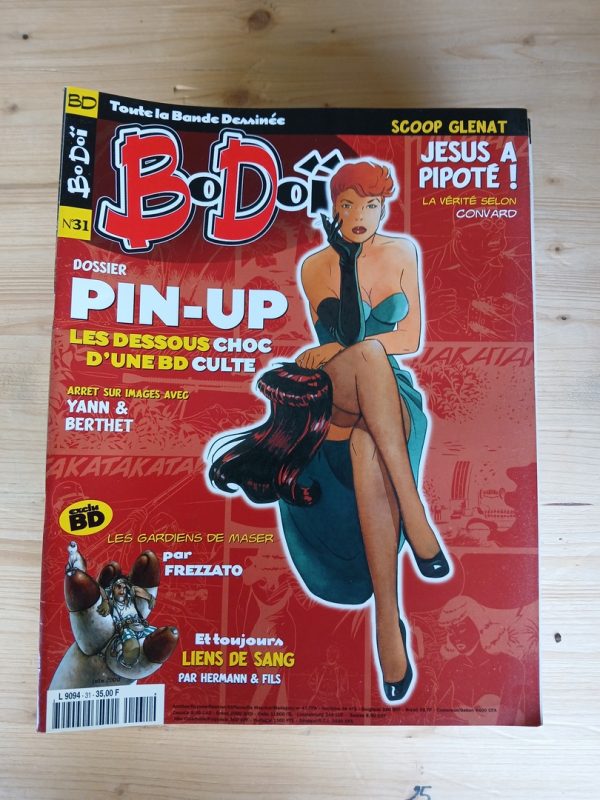 BD
Toute la Bande Dessinée
BoDoï
BoDoï
N°31
SCOOP GLENAT
JESUS A
PIPOTÉ !
LA VÉRITÉ SELON
CONVARD
DOSSIER
PIN-UP
LES DESSOUS CHOC
D'UNE BD CULTE
ARRET SUR IMAGES AVEC
YANN &
BERTHET
TAKATAKATA
AKATAKATAKATA
exclu
BD
LES GARDIENS DE MASER
par
FREZZATO
Et toujours
LIENS DE SANG
PAR HERMANN & FILS
L 9094 - 31 - 35,00 F